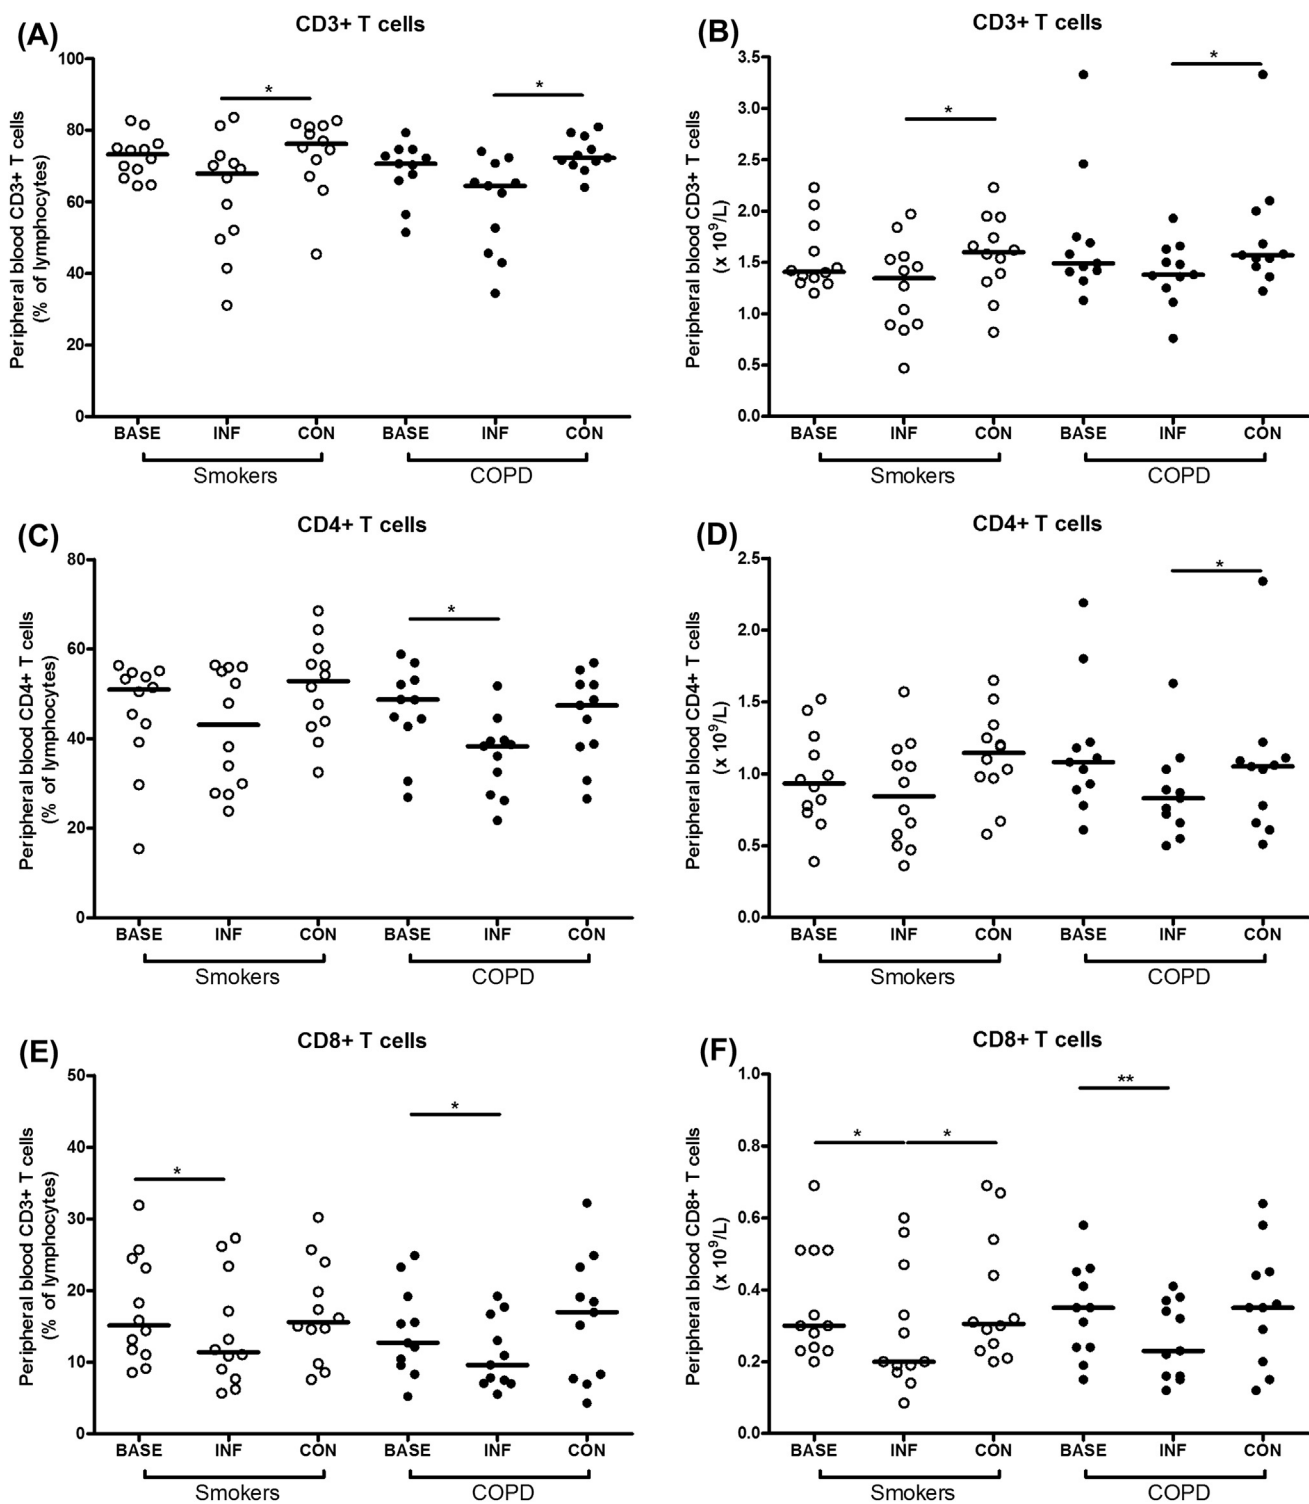 (A)
CD3+ T cells
Peripheral blood CD3+ T cells
(% of lymphocytes)
100
80
60
40
20
0
*
*
BASE INF CON BASE INF CON
Smokers COPD
(B)
CD3+ T cells
Peripheral blood CD3+ T cells
(x 10⁹/L)
3.5
3.0
2.5
2.0
1.5
1.0
0.5
0.0
*
*
BASE INF CON BASE INF CON
Smokers COPD
(C)
CD4+ T cells
Peripheral blood CD4+ T cells
(% of lymphocytes)
80
60
40
20
0
*
BASE INF CON BASE INF CON
Smokers COPD
(D)
CD4+ T cells
Peripheral blood CD4+ T cells
(x 10⁹/L)
2.5
2.0
1.5
1.0
0.5
0.0
*
BASE INF CON BASE INF CON
Smokers COPD
(E)
CD8+ T cells
Peripheral blood CD3+ T cells
(% of lymphocytes)
50
40
30
20
10
0
*
*
BASE INF CON BASE INF CON
Smokers COPD
(F)
CD8+ T cells
Peripheral blood CD8+ T cells
(x 10⁹/L)
1.0
0.8
0.6
0.4
0.2
0.0
* *
**
BASE INF CON BASE INF CON
Smokers COPD